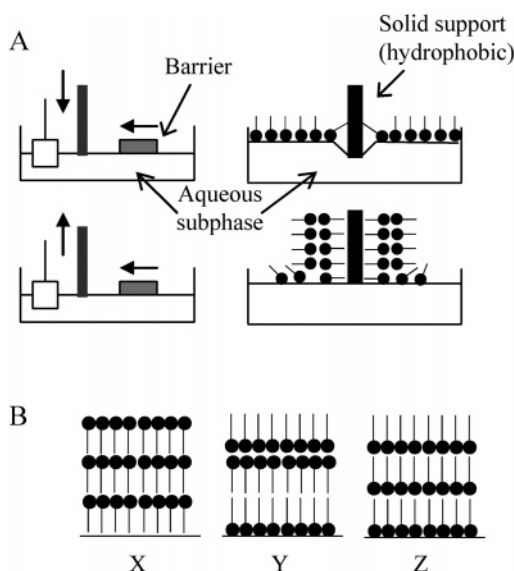 A
Barrier
Solid support
(hydrophobic)
Aqueous
subphase
B
X
Y
Z